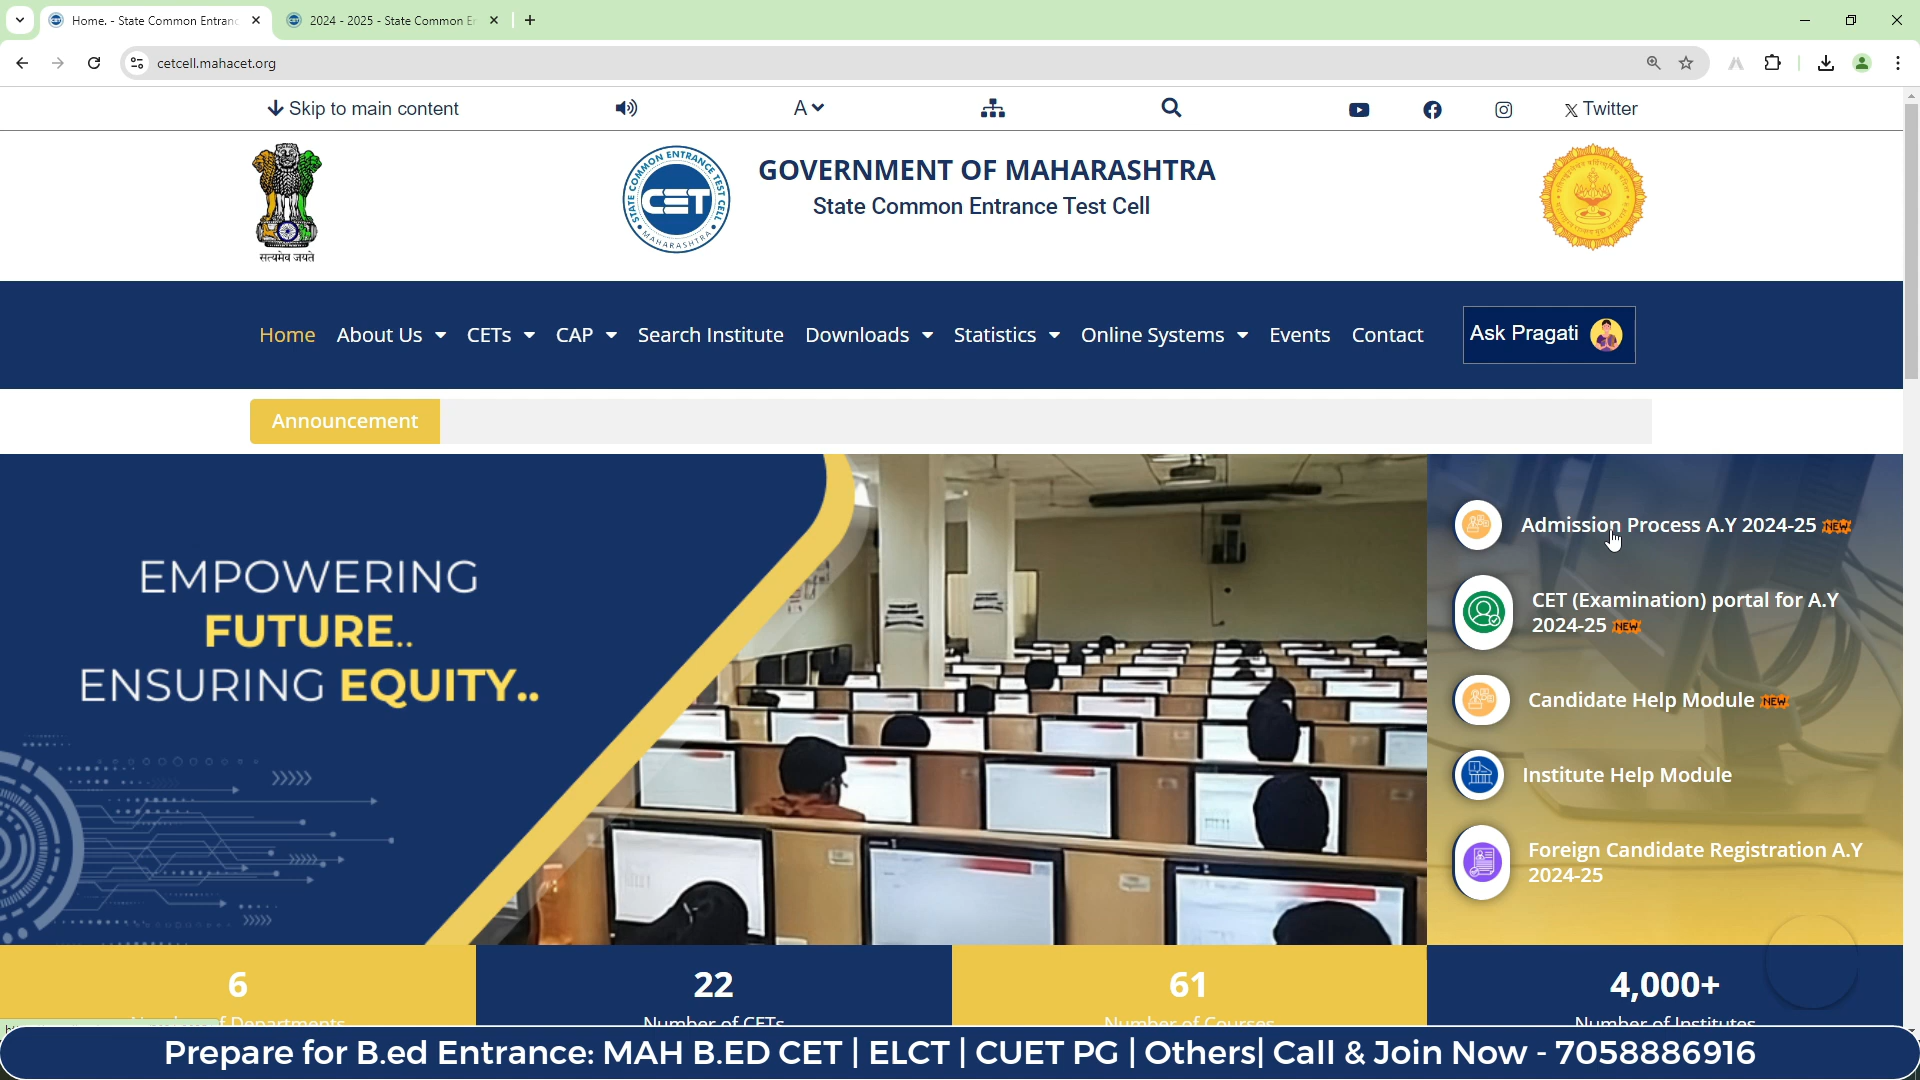 Home. - State Common Entranc
2024 - 2025 - State Common E
cetcell.mahacet.org
Skip to main content
A
Twitter
STATE COMMON ENTRANCE TEST CELL
CET
MAHARASHTRA
GOVERNMENT OF MAHARASHTRA
State Common Entrance Test Cell
सत्यमेव जयते
Home
About Us
CETs
CAP
Search Institute
Downloads
Statistics
Online Systems
Events
Contact
Ask Pragati
Announcement
EMPOWERING
FUTURE..
ENSURING EQUITY..
Admission Process A.Y 2024-25 NEW
CET (Examination) portal for A.Y
2024-25 NEW
Candidate Help Module NEW
Institute Help Module
Foreign Candidate Registration A.Y
2024-25
6
Number of Departments
22
Number of CETs
61
Number of Courses
4,000+
Number of Institutes
Prepare for B.ed Entrance: MAH B.ED CET | ELCT | CUET PG | Others| Call & Join Now - 7058886916